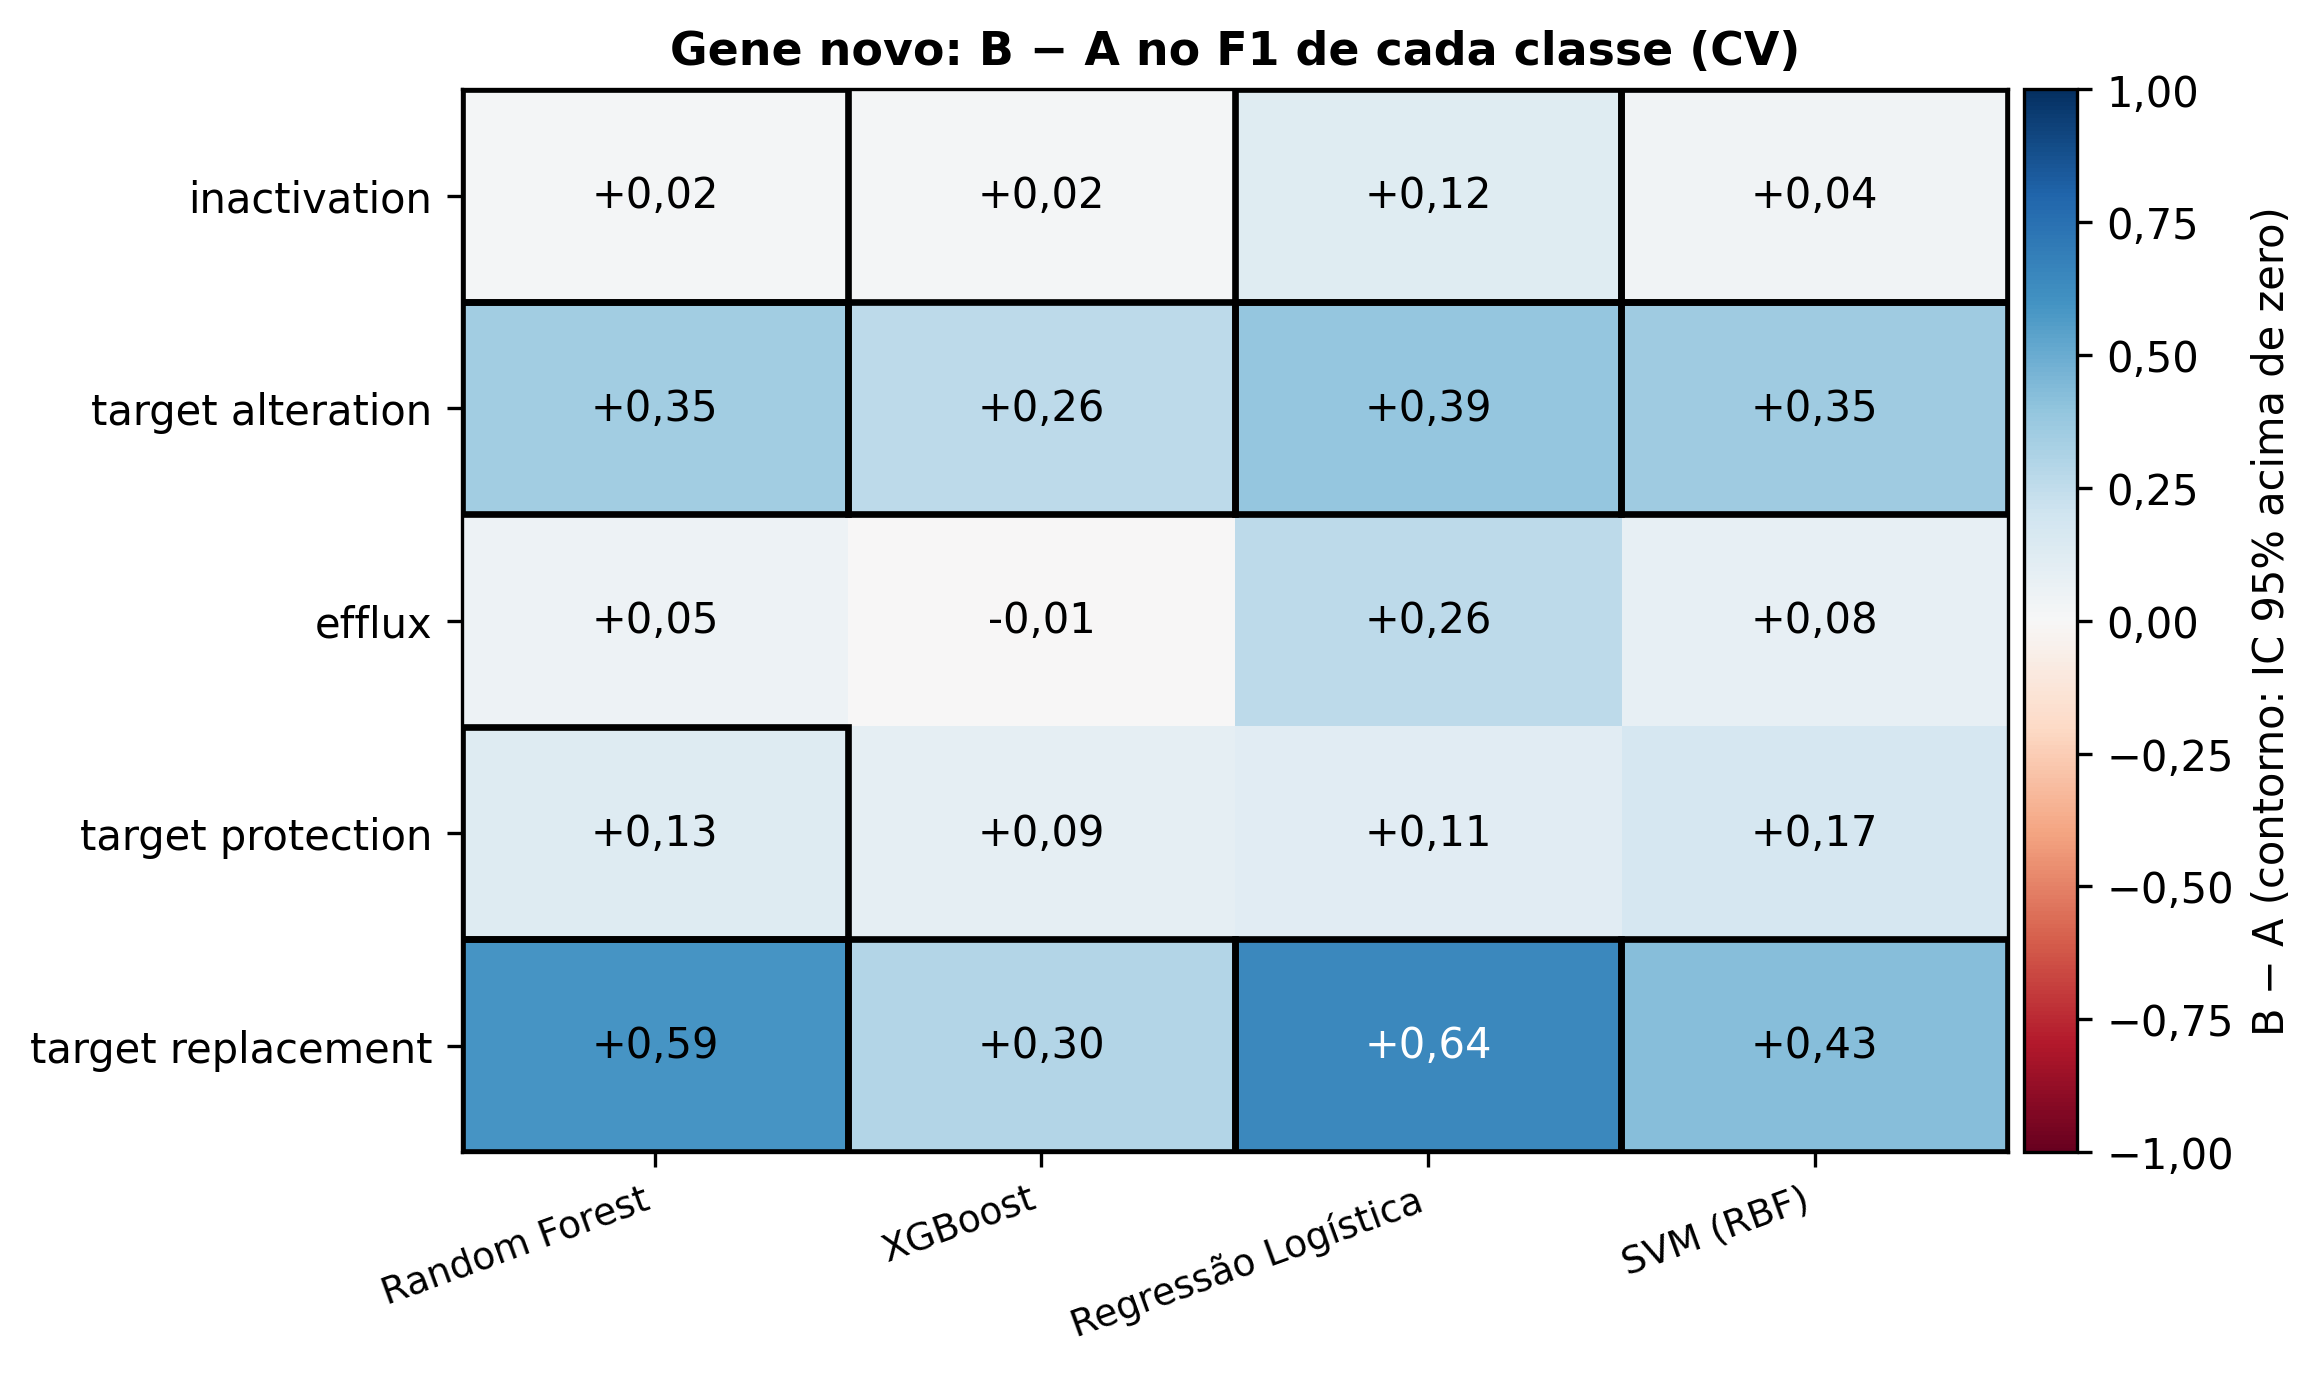 Gene novo: B − A no F1 de cada classe (CV)
inactivation
+0,02
+0,02
+0,12
+0,04
target alteration
+0,35
+0,26
+0,39
+0,35
efflux
+0,05
-0,01
+0,26
+0,08
target protection
+0,13
+0,09
+0,11
+0,17
target replacement
+0,59
+0,30
+0,64
+0,43
Random Forest
XGBoost
Regressão Logística
SVM (RBF)
1,00
0,75
0,50
0,25
0,00
−0,25
−0,50
−0,75
−1,00
B − A (contorno: IC 95% acima de zero)